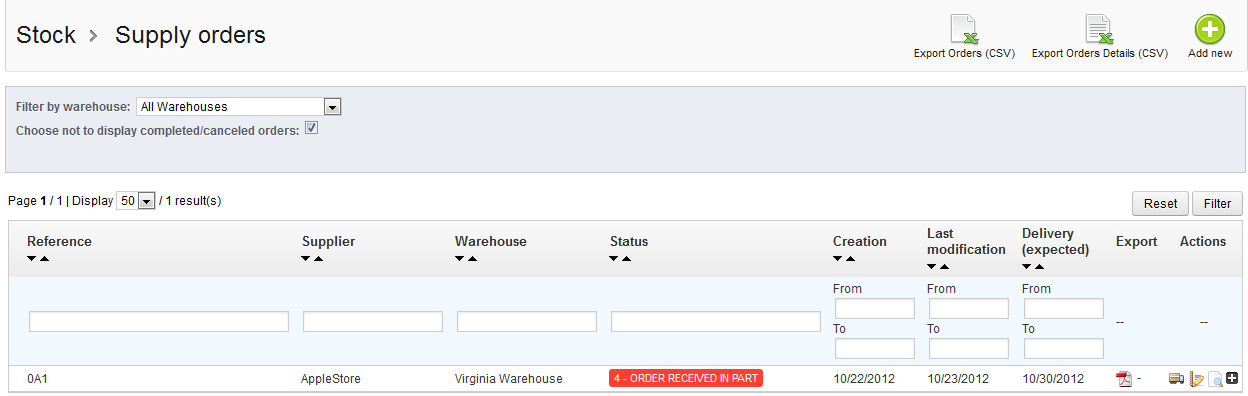 Stock > Supply orders
Export Orders (CSV) Export Orders Details (CSV) Add new
Filter by warehouse: All Warehouses
Choose not to display completed/canceled orders:
Page 1 / 1 | Display 50 / 1 result(s)
Reset Filter
Reference Supplier Warehouse Status Creation Last modification Delivery (expected) Export Actions
From From From
-- --
To To To
0A1 AppleStore Virginia Warehouse 4 - ORDER RECEIVED IN PART 10/22/2012 10/23/2012 10/30/2012 -